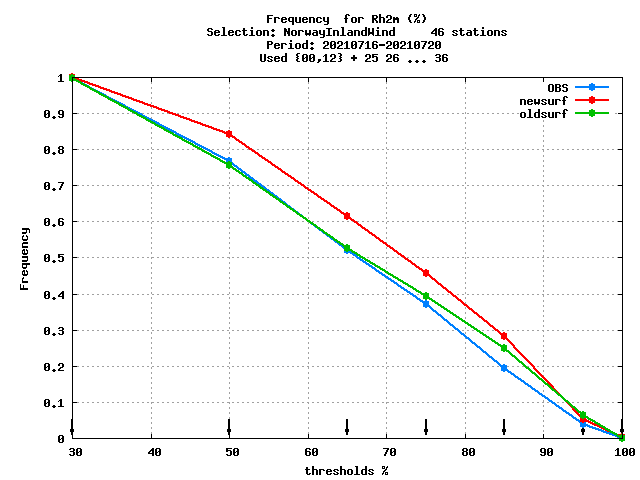 Frequency  for Rh2m (%)
Selection: NorwayInlandWind     46 stations
Period: 20210716-20210720
Used {00,12} + 25 26 ... 36
OBS
newsurf
oldsurf
1
0.9
0.8
0.7
0.6
0.5
0.4
0.3
0.2
0.1
0
Frequency
30 40 50 60 70 80 90 100
thresholds %